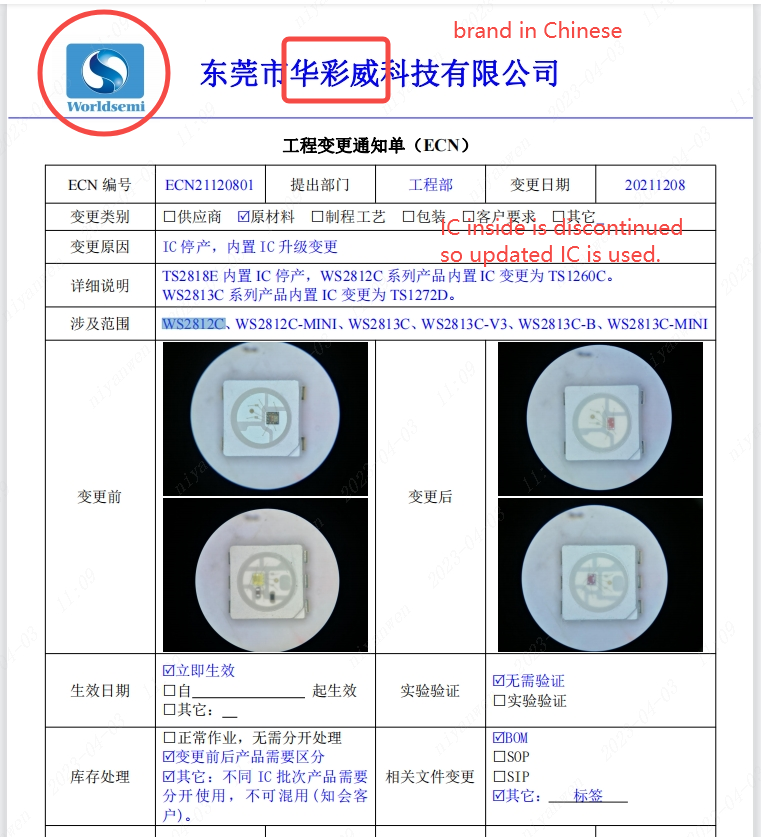 brand in Chinese
Worldsemi
东莞市华彩威科技有限公司
工程变更通知单（ECN）
ECN 编号 ECN21120801 提出部门 工程部 变更日期 20211208
变更类别 □供应商 ☑原材料 □制程工艺 □包装 □客户要求 □其它
IC inside is discontinued
so updated IC is used.
变更原因 IC 停产，内置 IC 升级变更
详细说明 TS2818E 内置 IC 停产，WS2812C 系列产品内置 IC 变更为 TS1260C。
WS2813C 系列产品内置 IC 变更为 TS1272D。
涉及范围 WS2812C、WS2812C-MINI、WS2813C、WS2813C-V3、WS2813C-B、WS2813C-MINI
变更前 变更后
生效日期 ☑立即生效
□自 起生效
□其它：
实验验证 ☑无需验证
□实验验证
库存处理 □正常作业，无需分开处理
☑变更前后产品需要区分
☑其它：不同 IC 批次产品需要
分开使用，不可混用(知会客
户)。
相关文件变更 ☑BOM
□SOP
□SIP
☑其它： 标签
niyanwan 2023-04-03 11:09